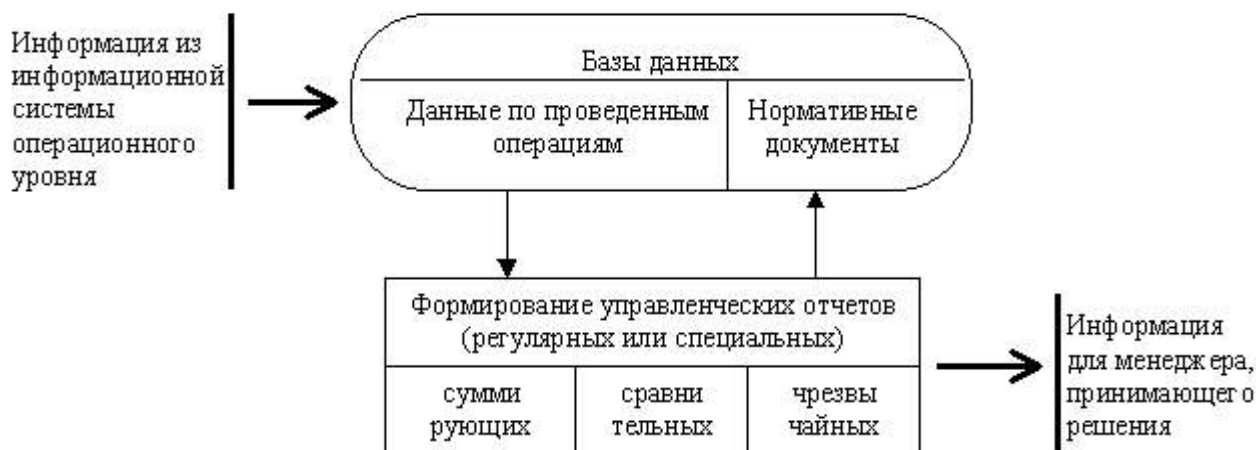 Информация из
информационной
системы
операционного
уровня
Базы данных
Данные по проведенным
операциям
Нормативные
документы
Формирование управленческих отчетов
(регулярных или специальных)
сумми
рующих
сравни
тельных
чрезвы
чайных
Информация
для менеджера,
принимающего
решения